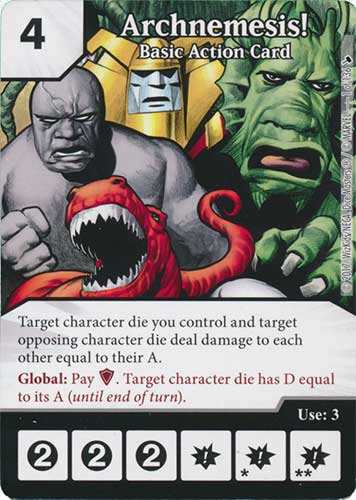 4
Archnemesis!
Basic Action Card
Target character die you control and target
opposing character die deal damage to each
other equal to their A.
Global: Pay . Target character die has D equal
to its A (until end of turn).
Use: 3
2 2 2 ! ! !
* **